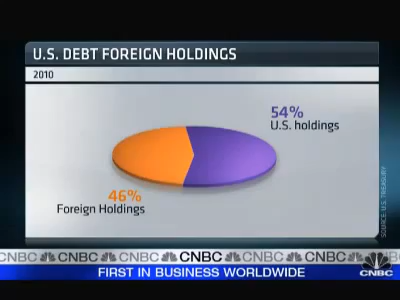 U.S. DEBT FOREIGN HOLDINGS
2010
54%
U.S. holdings
46%
Foreign Holdings
SOURCE: U.S. TREASURY
CNBC CNBC CNBC CNBC CNBC CNBC CNBC
CNBC
FIRST IN BUSINESS WORLDWIDE